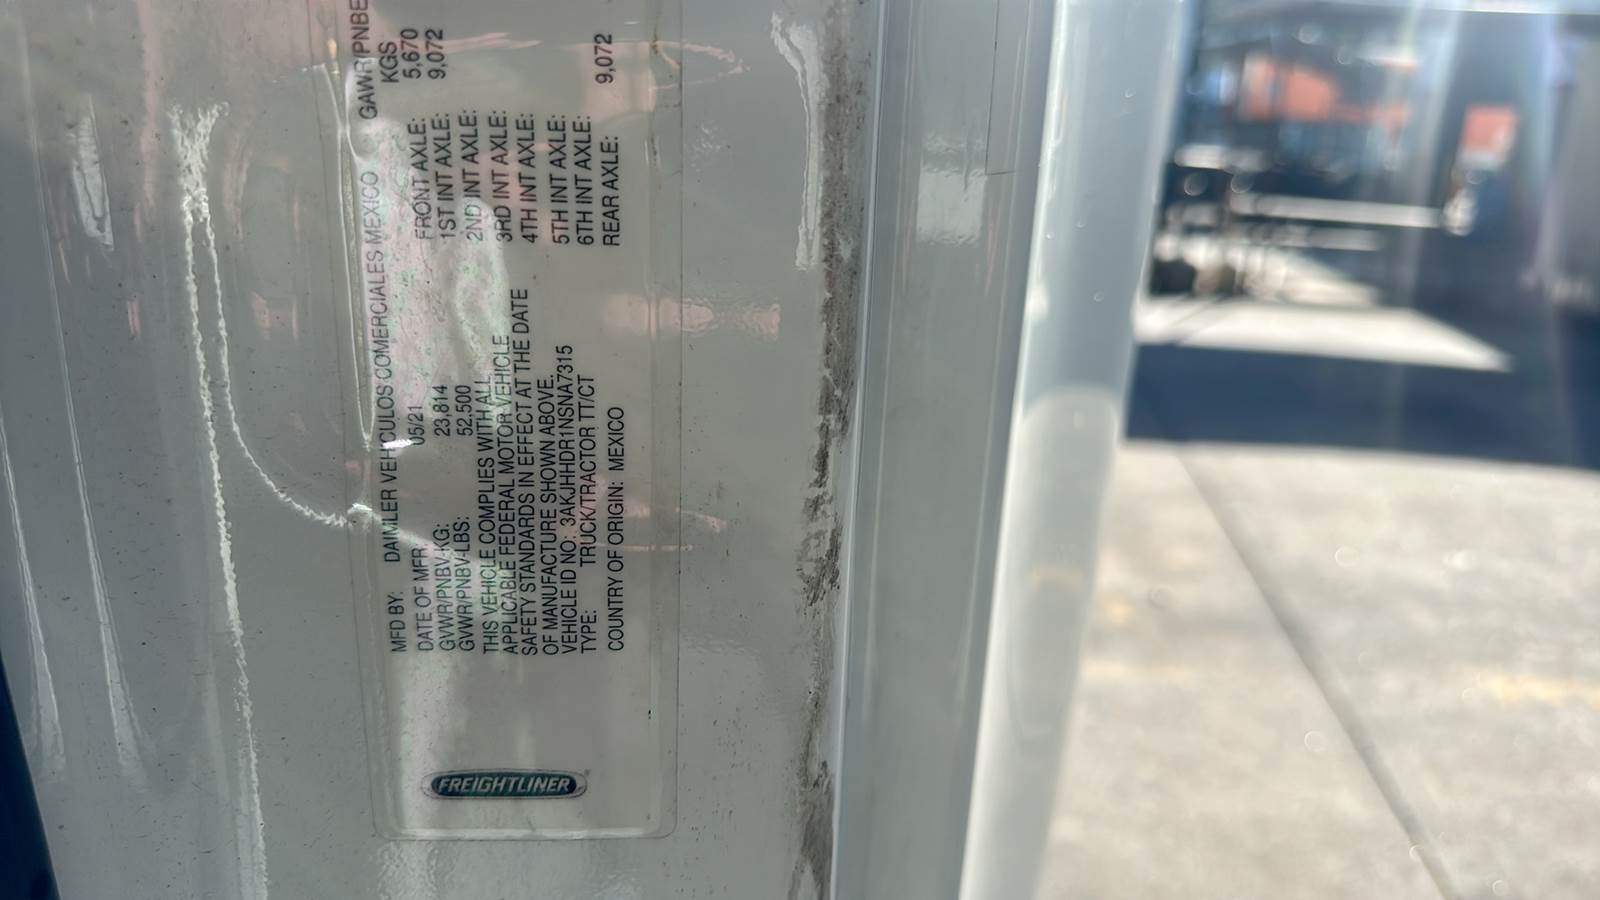 FREIGHTLINER
MFD BY: DAIMLER VEHICULOS COMERCIALES MEXICO
DATE OF MFR: 05/21
GVWR/PNBV-KG: 23,814
GVWR/PNBV-LBS: 52,500
THIS VEHICLE COMPLIES WITH ALL
APPLICABLE FEDERAL MOTOR VEHICLE
SAFETY STANDARDS IN EFFECT AT THE DATE
OF MANUFACTURE SHOWN ABOVE.
VEHICLE ID NO:
TYPE: TRUCK/TRACTOR TT/CT
COUNTRY OF ORIGIN: MEXICO
GAWR/PNBE
KGS
FRONT AXLE: 5,670
1ST INT AXLE: 9,072
2ND INT AXLE:
3RD INT AXLE:
4TH INT AXLE:
5TH INT AXLE:
6TH INT AXLE:
REAR AXLE: 9,072